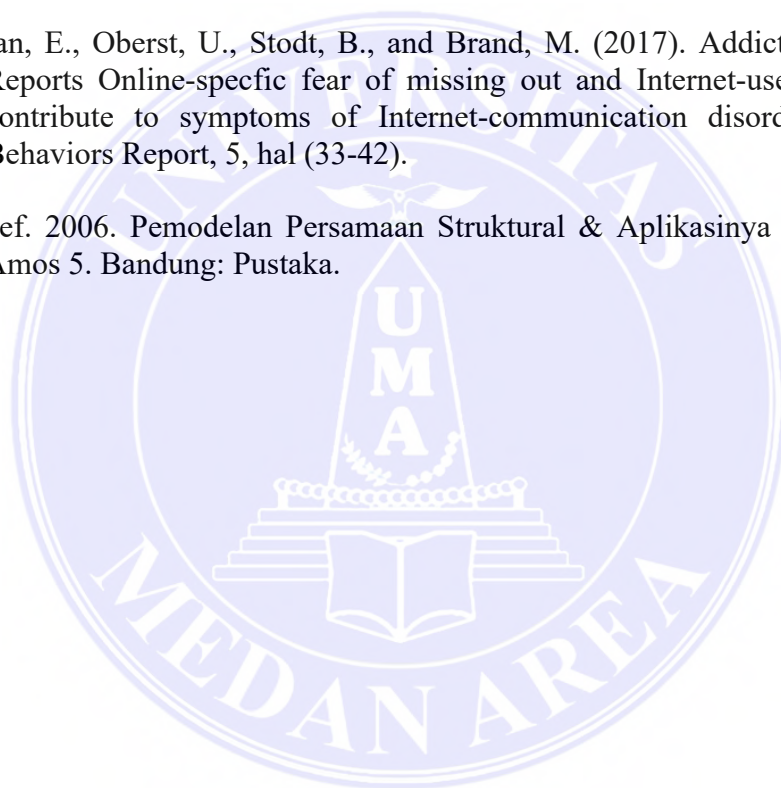 an, E., Oberst, U., Stodt, B., and Brand, M. (2017). Addict
Reports Online-specfic fear of missing out and Internet-use
contribute to symptoms of Internet-communication disord
Behaviors Report, 5, hal (33-42).
ef. 2006. Pemodelan Persamaan Struktural & Aplikasinya
Amos 5. Bandung: Pustaka.
UNIVERSITAS
U
M
A
MEDAN AREA